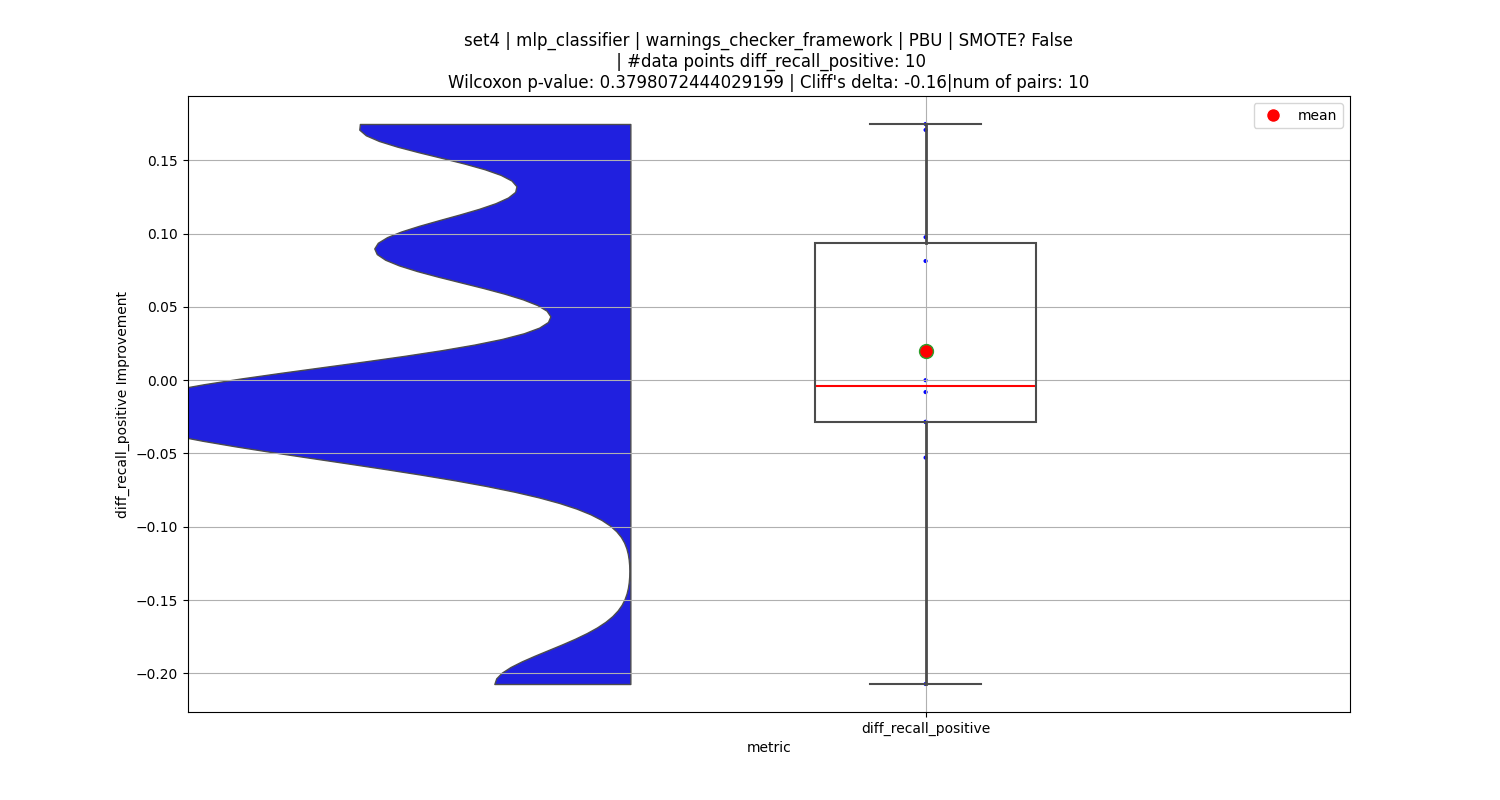 set4 | mlp_classifier | warnings_checker_framework | PBU | SMOTE? False
| #data points diff_recall_positive: 10
Wilcoxon p-value: 0.3798072444029199 | Cliff's delta: -0.16|num of pairs: 10
mean
0.15
0.10
0.05
0.00
−0.05
−0.10
−0.15
−0.20
diff_recall_positive Improvement
diff_recall_positive
metric